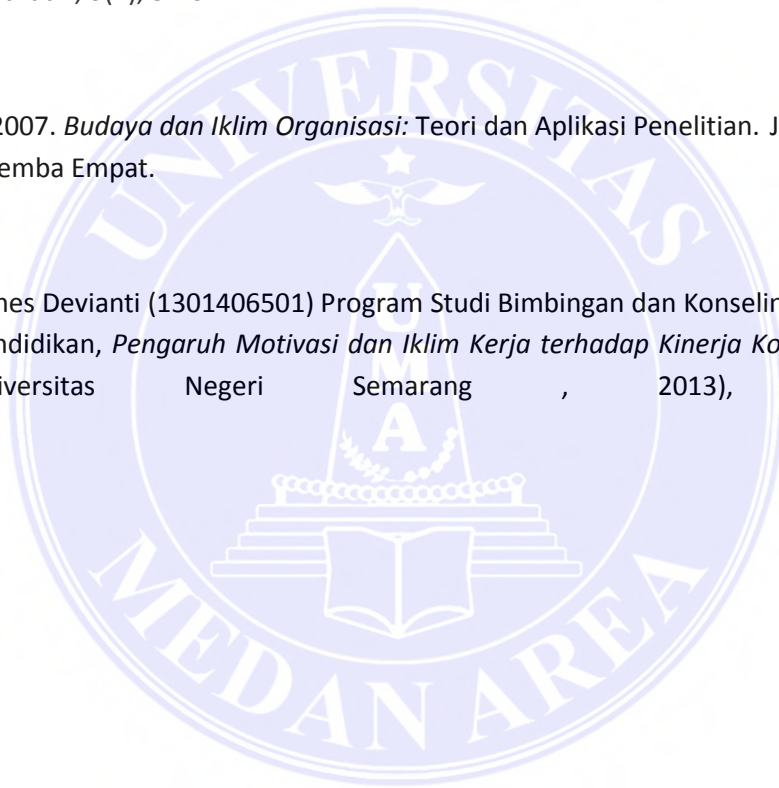 2007. Budaya dan Iklim Organisasi: Teori dan Aplikasi Penelitian. J
emba Empat.
nes Devianti (1301406501) Program Studi Bimbingan dan Konselin
ndidikan, Pengaruh Motivasi dan Iklim Kerja terhadap Kinerja Ko
iversitas Negeri Semarang , 2013),
UNIVERSITAS
UMA
MEDAN AREA